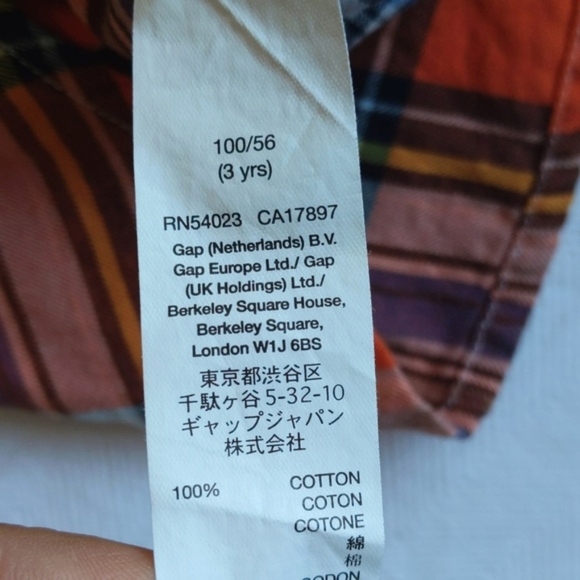 100/56
(3 yrs)
RN54023 CA17897
Gap (Netherlands) B.V.
Gap Europe Ltd./ Gap
(UK Holdings) Ltd./
Berkeley Square House,
Berkeley Square,
London W1J 6BS
東京都渋谷区
千駄ヶ谷5-32-10
ギャップジャパン
株式会社
100% COTTON
COTON
COTONE
綿
棉